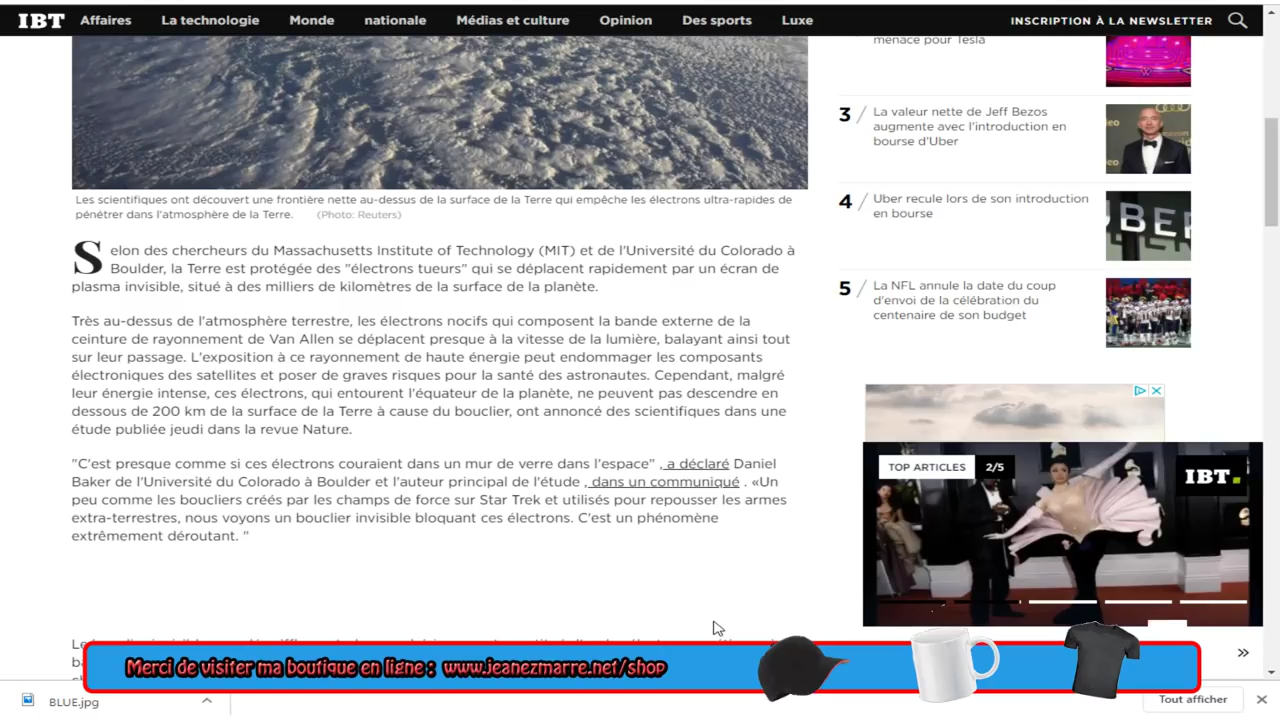 IBT Affaires La technologie Monde nationale Médias et culture Opinion Des sports Luxe INSCRIPTION À LA NEWSLETTER
menace pour Tesla
3 / La valeur nette de Jeff Bezos
augmente avec l'introduction en
bourse d'Uber
4 / Uber recule lors de son introduction
en bourse
UBER
5 / La NFL annule la date du coup
d'envoi de la célébration du
centenaire de son budget
Les scientifiques ont découvert une frontière nette au-dessus de la surface de la Terre qui empêche les électrons ultra-rapides de
pénétrer dans l'atmosphère de la Terre. (Photo: Reuters)
Selon des chercheurs du Massachusetts Institute of Technology (MIT) et de l'Université du Colorado à
Boulder, la Terre est protégée des "électrons tueurs" qui se déplacent rapidement par un écran de
plasma invisible, situé à des milliers de kilomètres de la surface de la planète.
Très au-dessus de l'atmosphère terrestre, les électrons nocifs qui composent la bande externe de la
ceinture de rayonnement de Van Allen se déplacent presque à la vitesse de la lumière, balayant ainsi tout
sur leur passage. L'exposition à ce rayonnement de haute énergie peut endommager les composants
électroniques des satellites et poser de graves risques pour la santé des astronautes. Cependant, malgré
leur énergie intense, ces électrons, qui entourent l'équateur de la planète, ne peuvent pas descendre en
dessous de 200 km de la surface de la Terre à cause du bouclier, ont annoncé des scientifiques dans une
étude publiée jeudi dans la revue Nature.
"C'est presque comme si ces électrons couraient dans un mur de verre dans l'espace" , a déclaré Daniel
Baker de l'Université du Colorado à Boulder et l'auteur principal de l'étude , dans un communiqué . «Un
peu comme les boucliers créés par les champs de force sur Star Trek et utilisés pour repousser les armes
extra-terrestres, nous voyons un bouclier invisible bloquant ces électrons. C'est un phénomène
extrêmement déroutant. "
TOP ARTICLES 2/5
IBT.
Merci de visiter ma boutique en ligne : www.jeanezmarre.net/shop
BLUE.jpg
Tout afficher